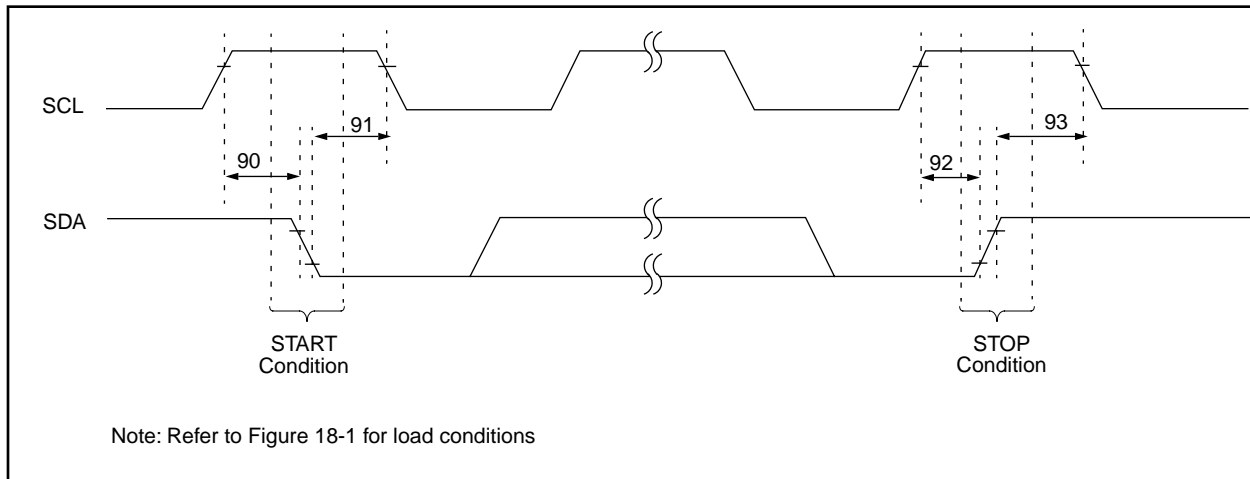 SCL
91
93
90
92
SDA
START
Condition
STOP
Condition
Note: Refer to Figure 18-1 for load conditions